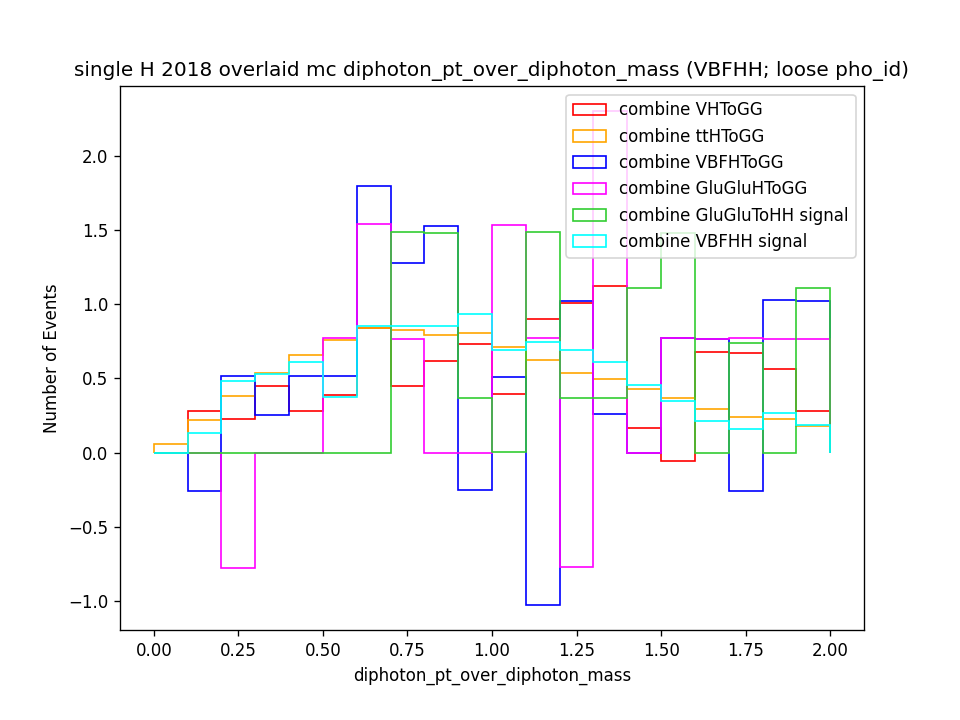 single H 2018 overlaid mc diphoton_pt_over_diphoton_mass (VBFHH; loose pho_id)
combine VHToGG
combine ttHToGG
combine VBFHToGG
combine GluGluHToGG
combine GluGluToHH signal
combine VBFHH signal
Number of Events
2.0
1.5
1.0
0.5
0.0
−0.5
−1.0
0.00 0.25 0.50 0.75 1.00 1.25 1.50 1.75 2.00
diphoton_pt_over_diphoton_mass